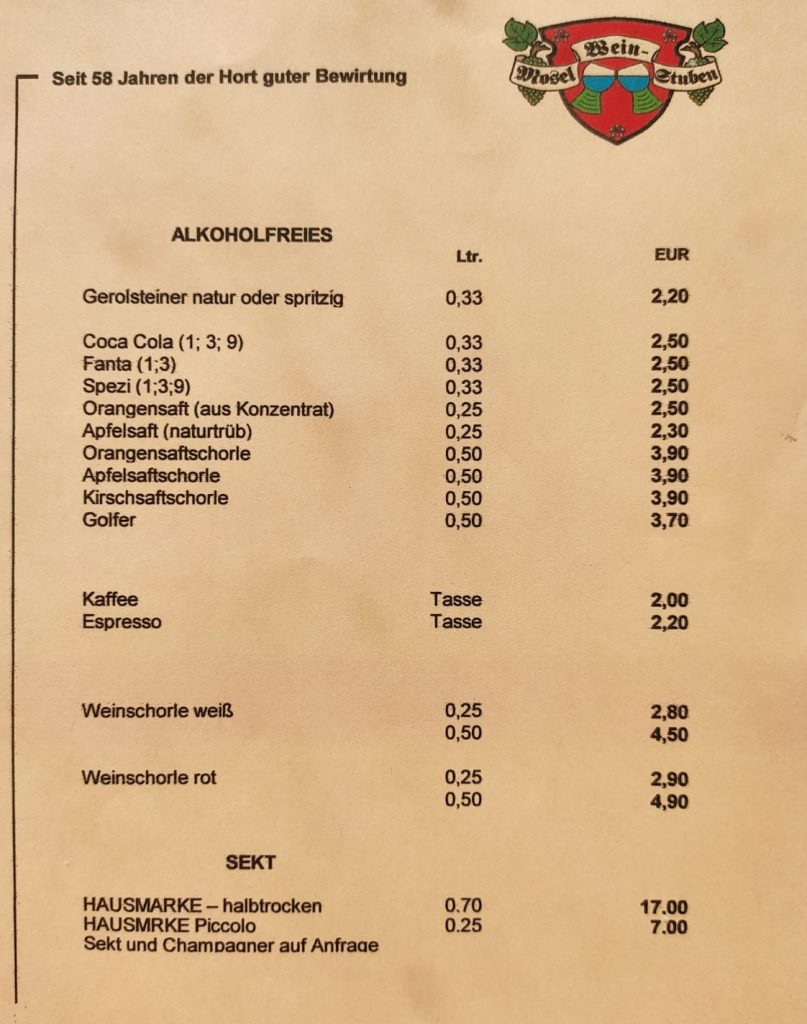 Seit 58 Jahren der Hort guter Bewirtung
Wein-
Mosel Stuben
ALKOHOLFREIES
Ltr. EUR
Gerolsteiner natur oder spritzig 0,33 2,20
Coca Cola (1; 3; 9) 0,33 2,50
Fanta (1;3) 0,33 2,50
Spezi (1;3;9) 0,33 2,50
Orangensaft (aus Konzentrat) 0,25 2,50
Apfelsaft (naturtrüb) 0,25 2,30
Orangensaftschorle 0,50 3,90
Apfelsaftschorle 0,50 3,90
Kirschsaftschorle 0,50 3,90
Golfer 0,50 3,70
Kaffee Tasse 2,00
Espresso Tasse 2,20
Weinschorle weiß 0,25 2,80
0,50 4,50
Weinschorle rot 0,25 2,90
0,50 4,90
SEKT
HAUSMARKE – halbtrocken 0.70 17.00
HAUSMRKE Piccolo 0.25 7.00
Sekt und Champagner auf Anfrage